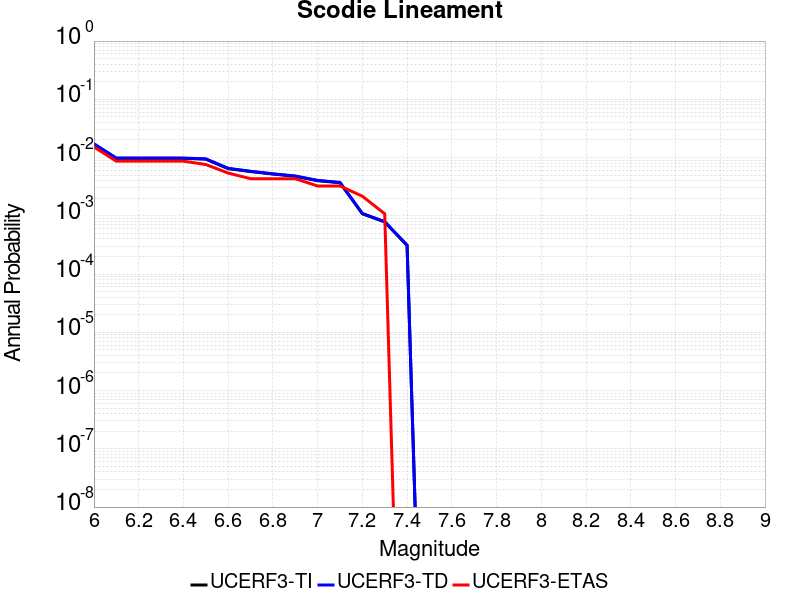 Scodie Lineament
10^0
10^-1
10^-2
10^-3
10^-4
10^-5
10^-6
10^-7
10^-8
Annual Probability
6 6.2 6.4 6.6 6.8 7 7.2 7.4 7.6 7.8 8 8.2 8.4 8.6 8.8 9
Magnitude
UCERF3-TI UCERF3-TD UCERF3-ETAS